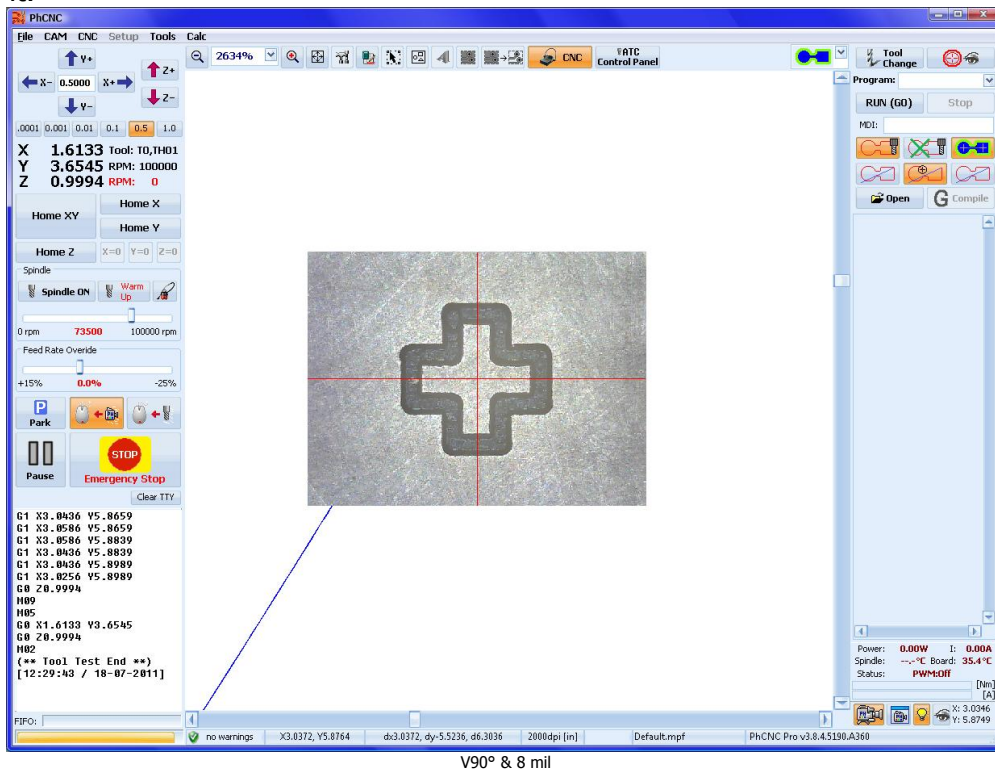 PhCNC
File CAM CNC Setup Tools Calc
Y+
X- 0.5000 X+
Z+
Y-
Z-
.0001 0.001 0.01 0.1 0.5 1.0
X 1.6133 Tool: T0,TH01
Y 3.6545 RPM: 100000
Z 0.9994 RPM: 0
Home XY
Home X
Home Y
Home Z X=0 Y=0 Z=0
Spindle
Spindle ON Warm Up
0 rpm 73500 100000 rpm
Feed Rate Overide
+15% 0.0% -25%
P
Park
Pause
STOP
Emergency Stop
Clear TTY
G1 X3.0436 Y5.8659
G1 X3.0586 Y5.8659
G1 X3.0586 Y5.8839
G1 X3.0436 Y5.8839
G1 X3.0436 Y5.8989
G1 X3.0256 Y5.8989
G0 Z0.9994
M09
M05
G0 X1.6133 Y3.6545
G0 Z0.9994
M02
(** Tool Test End **)
[12:29:43 / 18-07-2011]
FIFO:
2634%
CNC
ATC
Control Panel
Tool
Change
Program:
RUN (GO) Stop
MDI:
Open G Compile
Power: 0.00W I: 0.00A
Spindle: --,-°C Board: 35.4°C
Status: PWM:Off
[Nm]
[A]
X: 3.0346
Y: 5.8749
no warnings X3.0372, Y5.8764 dx3.0372, dy-5.5236, d6.3036 2000dpi [in] Default.mpf PhCNC Pro v3.8.4.5190.A360
V90° & 8 mil